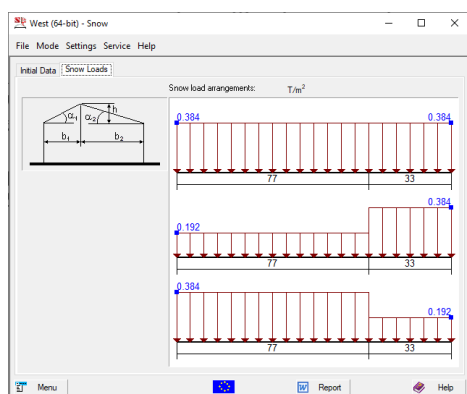 West (64-bit) - Snow
File Mode Settings Service Help
Initial Data Snow Loads
Snow load arrangements: T/m²
α₁ α₂ h
b₁ b₂
0.384 0.384
77 33
0.192 0.384
77 33
0.384 0.192
77 33
Menu Report Help